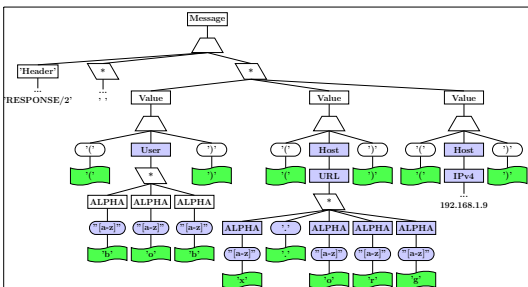 Message
'Header' * *
... ...
'RESPONSE/2' ' '
Value Value Value
'(' User ')' '(' Host ')' '(' Host ')'
'(' * ')' '(' URL ')' '(' IPv4 ')'
* ...
ALPHA ALPHA ALPHA 192.168.1.9
"[a-z]" "[a-z]" "[a-z]" ALPHA '.' ALPHA ALPHA ALPHA
'b' 'o' 'b' "[a-z]" '.' "[a-z]" "[a-z]" "[a-z]"
'x' 'o' 'r' 'g'